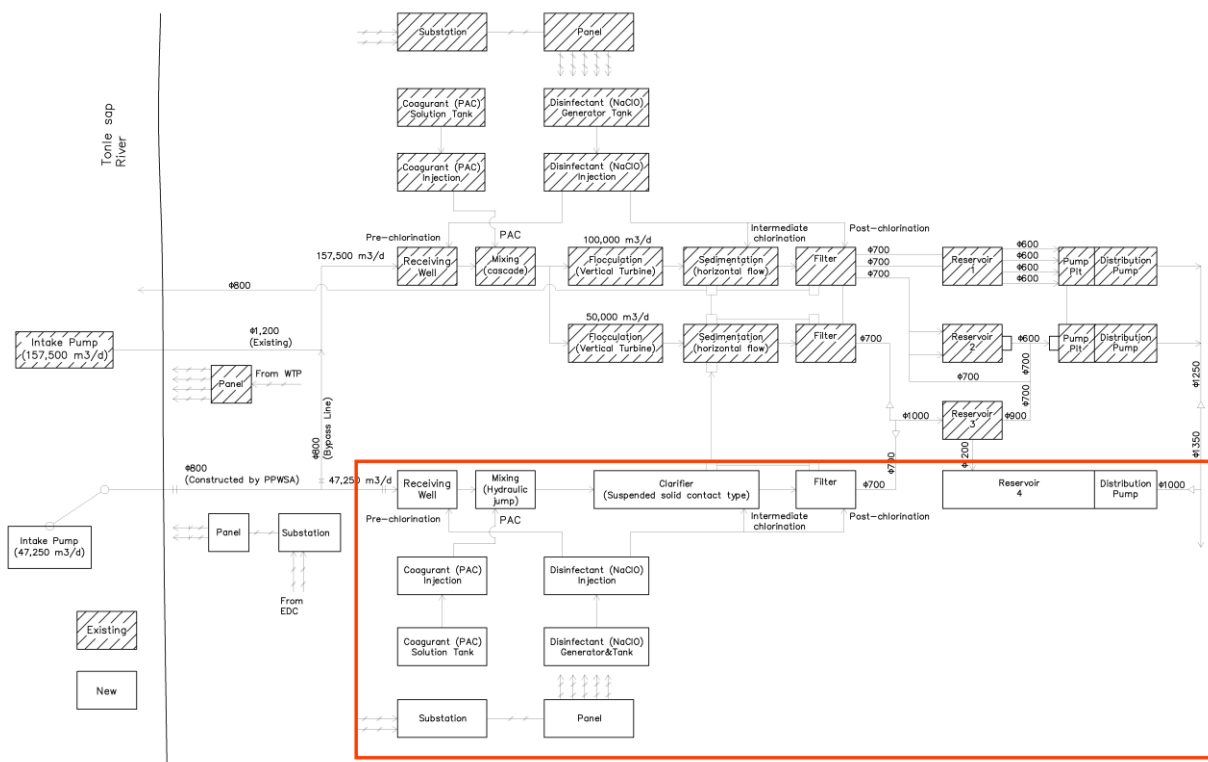 Substation
Panel
Tonle sap
River
Coagurant (PAC)
Solution Tank
Disinfectant (NaClO)
Generator Tank
Coagurant (PAC)
Injection
Disinfectant (NaClO)
Injection
Pre-chlorination
PAC
Intermediate
chlorination
Post-chlorination
157,500 m3/d
100,000 m3/d
Receiving
Well
Mixing
(cascade)
Flocculation
(Vertical Turbine)
Sedimentation
(horizontal flow)
Filter
Φ700
Φ700
Φ700
Reservoir
1
Φ600
Φ600
Φ600
Φ600
Pump
Plt
Distribution
Pump
Φ800
Intake Pump
(157,500 m3/d)
Φ1,200
(Existing)
50,000 m3/d
Flocculation
(Vertical Turbine)
Sedimentation
(horizontal flow)
Filter
Φ700
Reservoir
2
Φ600
Pump
Plt
Distribution
Pump
Panel
From WTP
Φ700
Φ700
Φ700
Φ1250
Φ800
(Bypass Line)
Φ1000
Reservoir
3
Φ900
Φ1350
Φ800
(Constructed by PPWSA)
47,250 m3/d
Receiving
Well
Mixing
(Hydraulic
jump)
Clarifier
(Suspended solid contact type)
Filter
Φ700
Φ700
Φ1,200
Reservoir
4
Distribution
Pump
Φ1000
Pre-chlorination
PAC
Intermediate
chlorination
Post-chlorination
Intake Pump
(47,250 m3/d)
Panel
Substation
From
EDC
Coagurant (PAC)
Injection
Disinfectant (NaClO)
Injection
Existing
Coagurant (PAC)
Solution Tank
Disinfectant (NaClO)
Generator&Tank
New
Substation
Panel